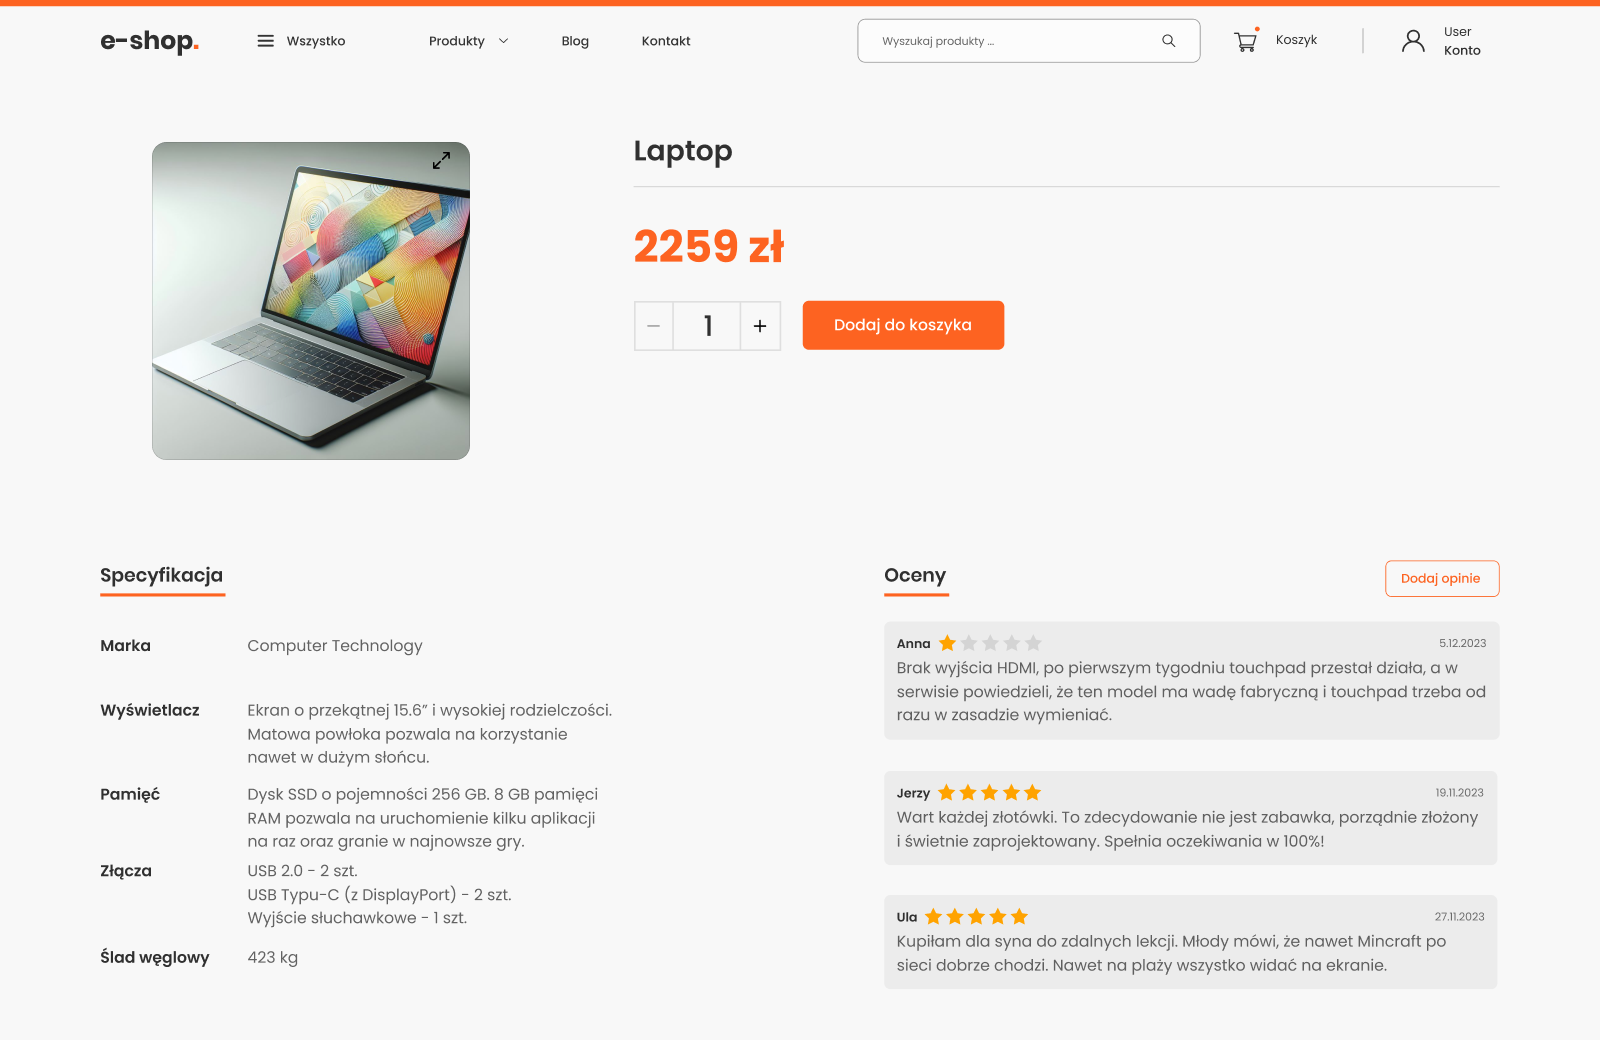 e-shop.
Wszystko
Produkty
Blog
Kontakt
Wyszukaj produkty ...
Koszyk
User
Konto
Laptop
2259 zł
1
Dodaj do koszyka
Specyfikacja
Marka
Computer Technology
Wyświetlacz
Ekran o przekątnej 15.6” i wysokiej rodzielczości.
Matowa powłoka pozwala na korzystanie
nawet w dużym słońcu.
Pamięć
Dysk SSD o pojemności 256 GB. 8 GB pamięci
RAM pozwala na uruchomienie kilku aplikacji
na raz oraz granie w najnowsze gry.
Złącza
USB 2.0 - 2 szt.
USB Typu-C (z DisplayPort) - 2 szt.
Wyjście słuchawkowe - 1 szt.
Ślad węglowy
423 kg
Oceny
Dodaj opinie
Anna
5.12.2023
Brak wyjścia HDMI, po pierwszym tygodniu touchpad przestał działa, a w
serwisie powiedzieli, że ten model ma wadę fabryczną i touchpad trzeba od
razu w zasadzie wymieniać.
Jerzy
19.11.2023
Wart każdej złotówki. To zdecydowanie nie jest zabawka, porządnie złożony
i świetnie zaprojektowany. Spełnia oczekiwania w 100%!
Ula
27.11.2023
Kupiłam dla syna do zdalnych lekcji. Młody mówi, że nawet Mincraft po
sieci dobrze chodzi. Nawet na plaży wszystko widać na ekranie.